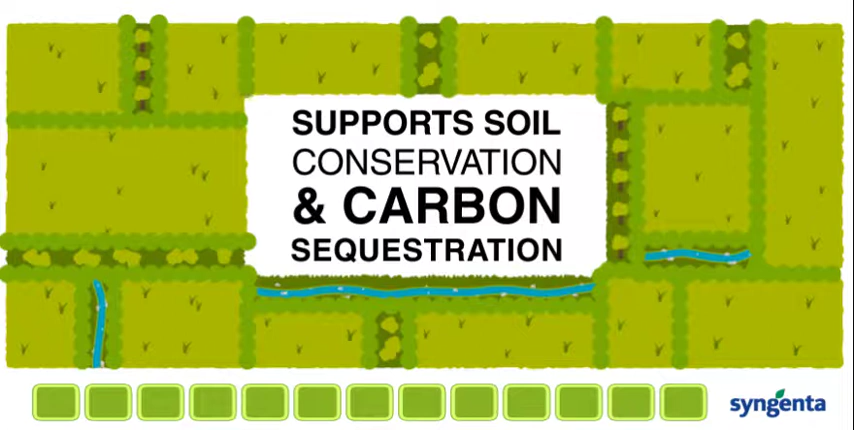 SUPPORTS SOIL
CONSERVATION
& CARBON
SEQUESTRATION
syngenta